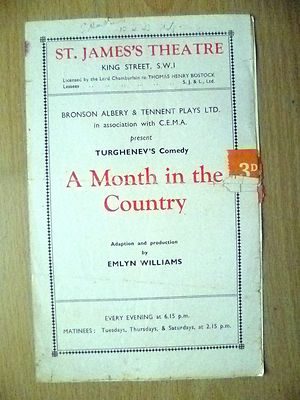 ST. JAMES'S THEATRE
KING STREET, S.W.I
Licensed by the Lord Chamberlain to THOMAS HENRY BOSTOCK
Lessees S. J. & L., Ltd.
BRONSON ALBERY & TENNENT PLAYS LTD.
in association with C.E.M.A.
present
TURGHENEV'S Comedy
A Month in the
Country
3D
Adaption and production
by
EMLYN WILLIAMS
EVERY EVENING at 6.15 p.m.
MATINEES: Tuesdays, Thursdays, & Saturdays, at 2.15 p.m.